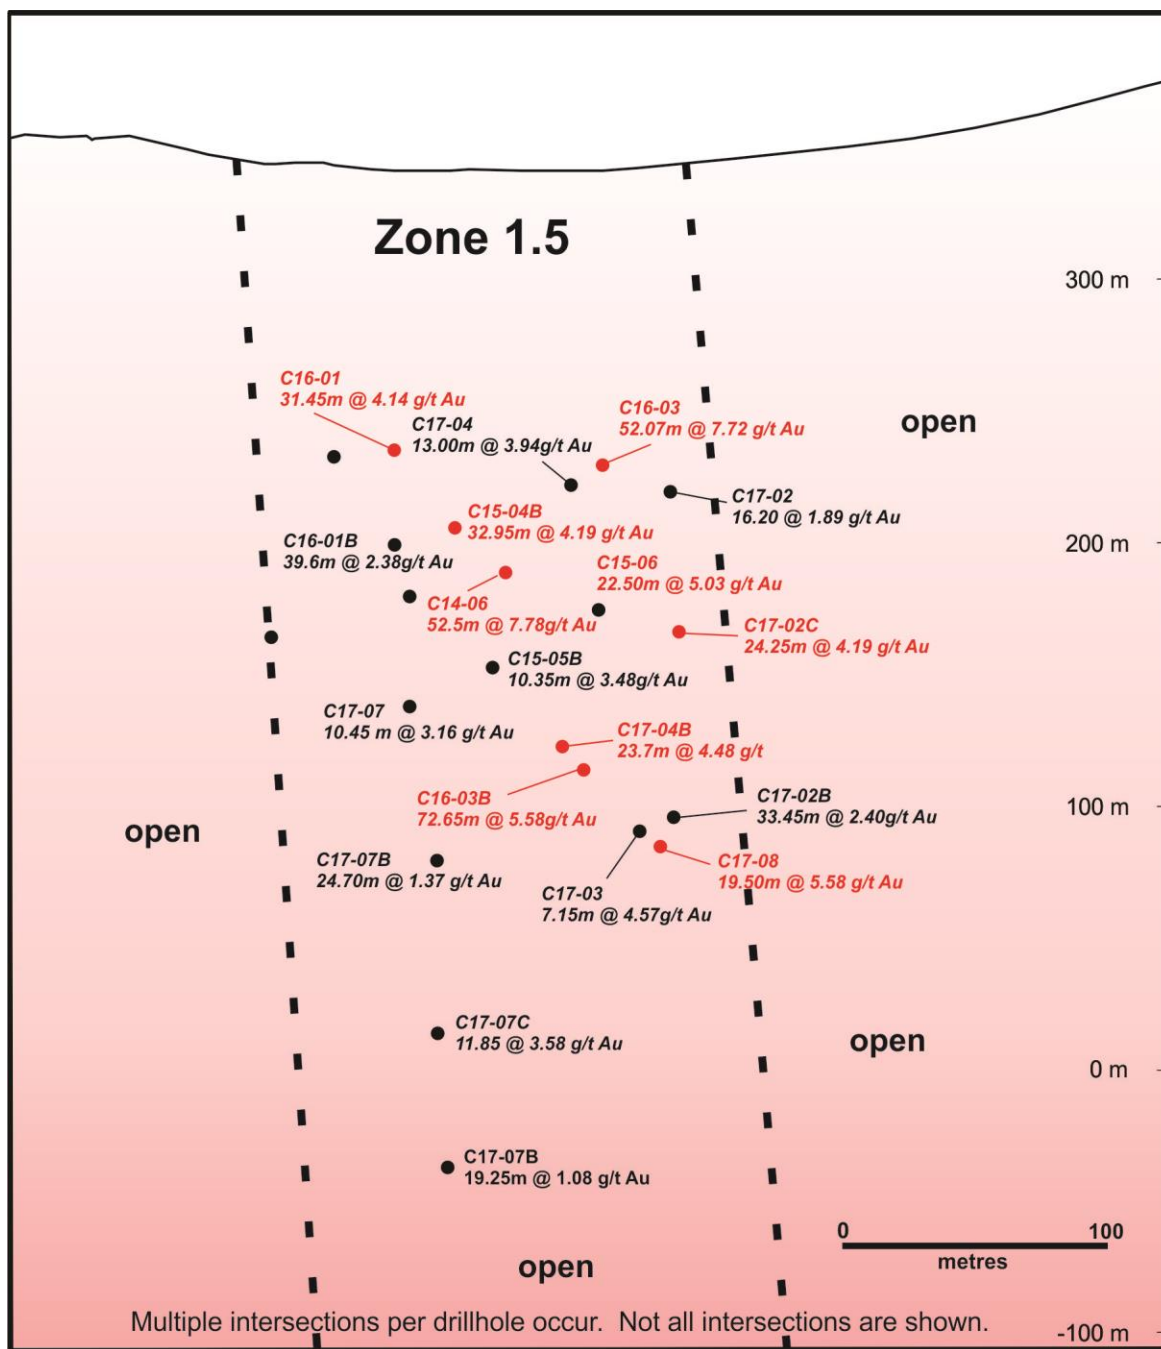 Zone 1.5
300 m
C16-01
31.45m @ 4.14 g/t Au
C17-04
13.00m @ 3.94g/t Au
C16-03
52.07m @ 7.72 g/t Au
open
C17-02
16.20 @ 1.89 g/t Au
C15-04B
32.95m @ 4.19 g/t Au
C16-01B
39.6m @ 2.38g/t Au
200 m
C15-06
22.50m @ 5.03 g/t Au
C14-06
52.5m @ 7.78g/t Au
C17-02C
24.25m @ 4.19 g/t Au
C15-05B
10.35m @ 3.48g/t Au
C17-07
10.45 m @ 3.16 g/t Au
C17-04B
23.7m @ 4.48 g/t
C16-03B
72.65m @ 5.58g/t Au
C17-02B
33.45m @ 2.40g/t Au
100 m
open
C17-07B
24.70m @ 1.37 g/t Au
C17-03
7.15m @ 4.57g/t Au
C17-08
19.50m @ 5.58 g/t Au
C17-07C
11.85 @ 3.58 g/t Au
open
0 m
C17-07B
19.25m @ 1.08 g/t Au
0 100
metres
open
Multiple intersections per drillhole occur. Not all intersections are shown.
-100 m